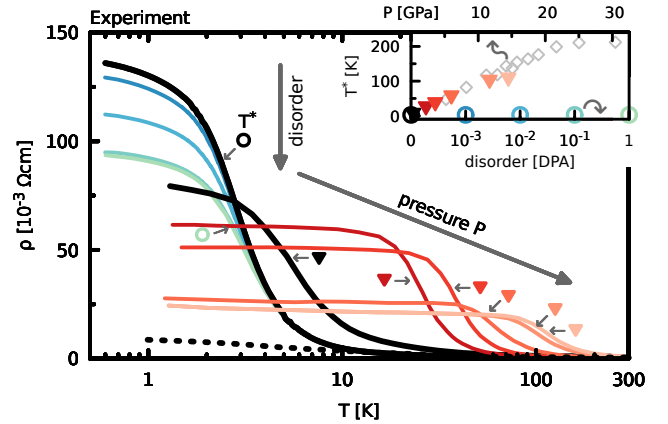 Experiment
P [GPa]
0 10 20 30
T* [K]
200
100
0
0 10⁻³ 10⁻² 10⁻¹ 1
disorder [DPA]
T*
disorder
pressure P
ρ [10⁻³ Ωcm]
150
100
50
0
1 10 100 300
T [K]